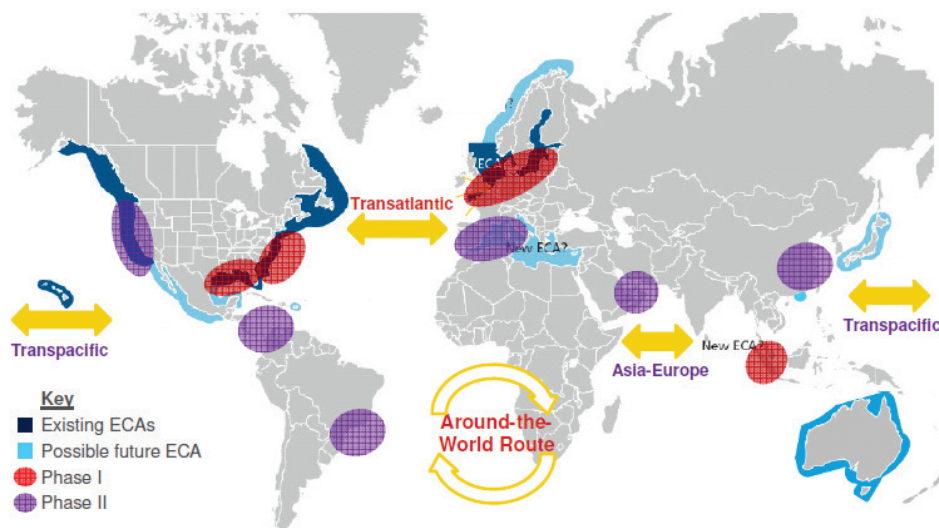 ?
ECA
Transatlantic
New ECA?
Transpacific
New ECA?
Transpacific
Asia-Europe
Around-the-
World Route
Key
Existing ECAs
Possible future ECA
Phase I
Phase II